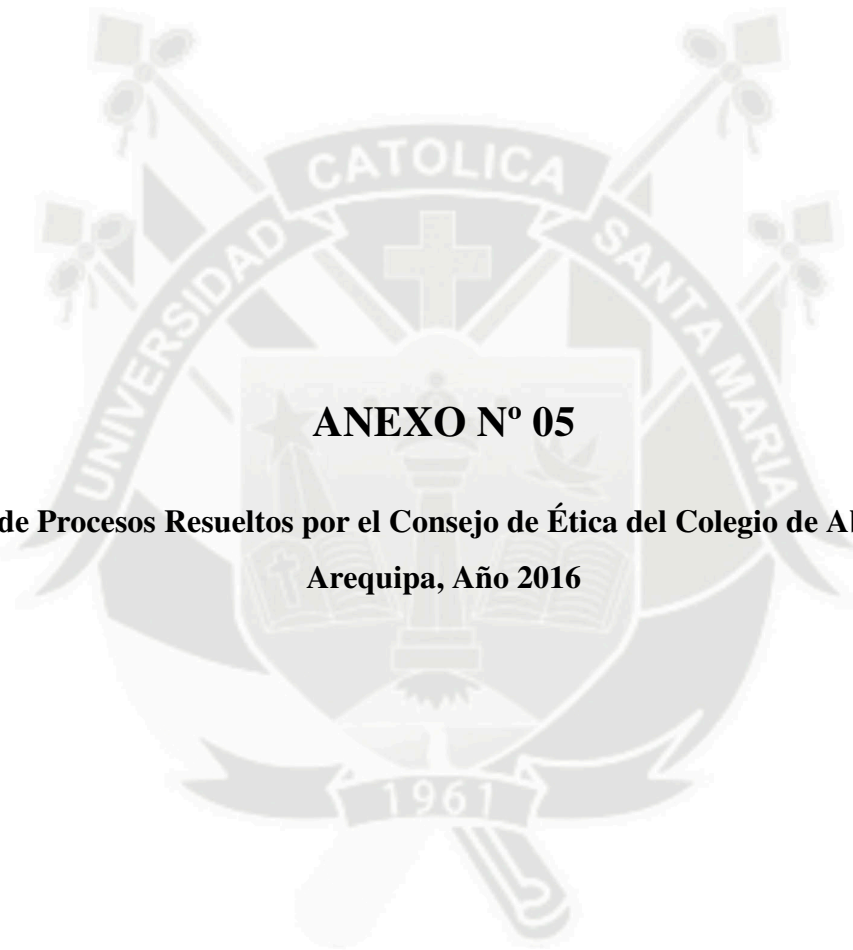 UNIVERSIDAD CATOLICA SANTA MARIA
ANEXO Nº 05
de Procesos Resueltos por el Consejo de Ética del Colegio de
Arequipa, Año 2016
1961